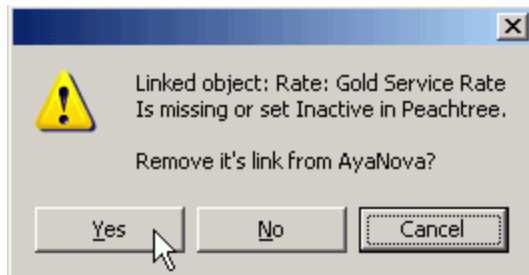 Linked object: Rate: Gold Service Rate
Is missing or set Inactive in Peachtree.
Remove it's link from AyaNova?
Yes No Cancel